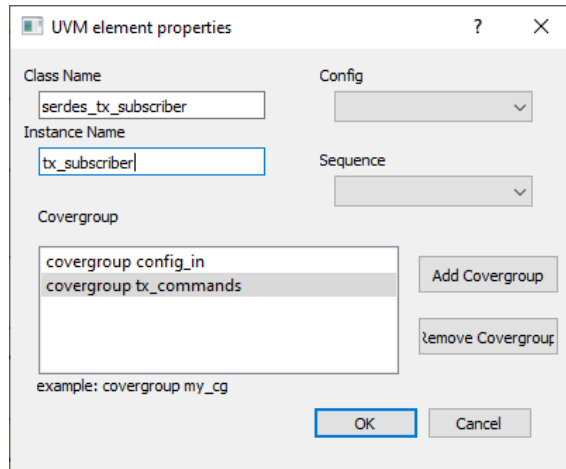 UVM element properties
?
Class Name
Config
serdes_tx_subscriber
Instance Name
tx_subscriber
Sequence
Covergroup
covergroup config_in
covergroup tx_commands
Add Covergroup
Remove Covergroup
example: covergroup my_cg
OK
Cancel